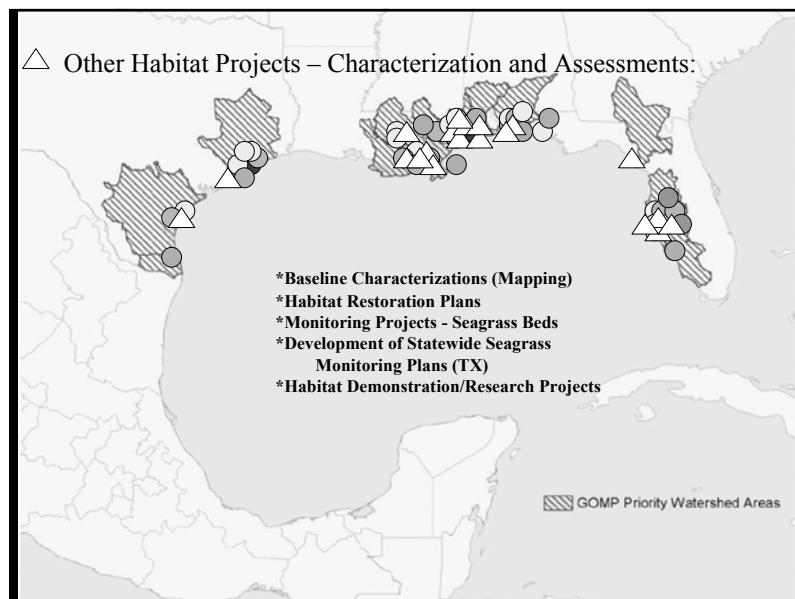 Other Habitat Projects – Characterization and Assessments:
*Baseline Characterizations (Mapping)
*Habitat Restoration Plans
*Monitoring Projects - Seagrass Beds
*Development of Statewide Seagrass
Monitoring Plans (TX)
*Habitat Demonstration/Research Projects
GOMP Priority Watershed Areas